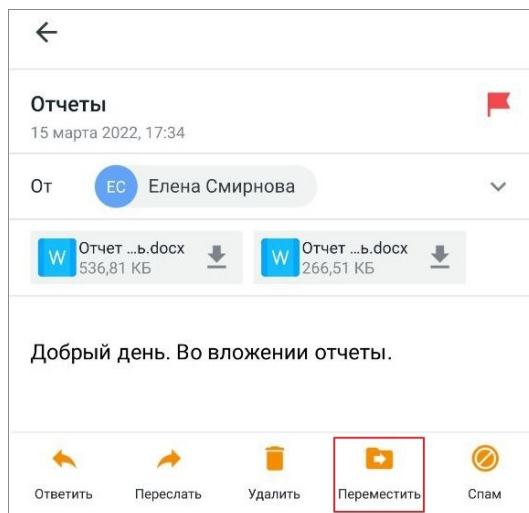 Отчеты
15 марта 2022, 17:34
От ЕС Елена Смирнова
W Отчет ...ь.docx W Отчет ...ь.docx
536,81 КБ 266,51 КБ
Добрый день. Во вложении отчеты.
Ответить Переслать Удалить Переместить Спам